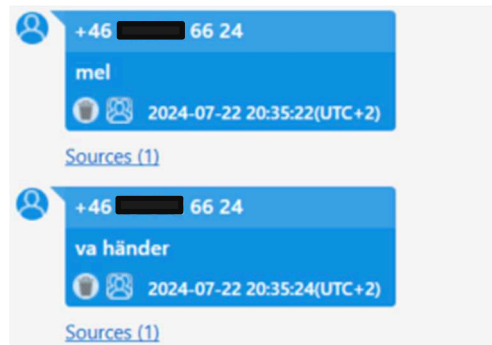 +46 66 24
mel
2024-07-22 20:35:22(UTC+2)
Sources (1)
+46 66 24
va händer
2024-07-22 20:35:24(UTC+2)
Sources (1)